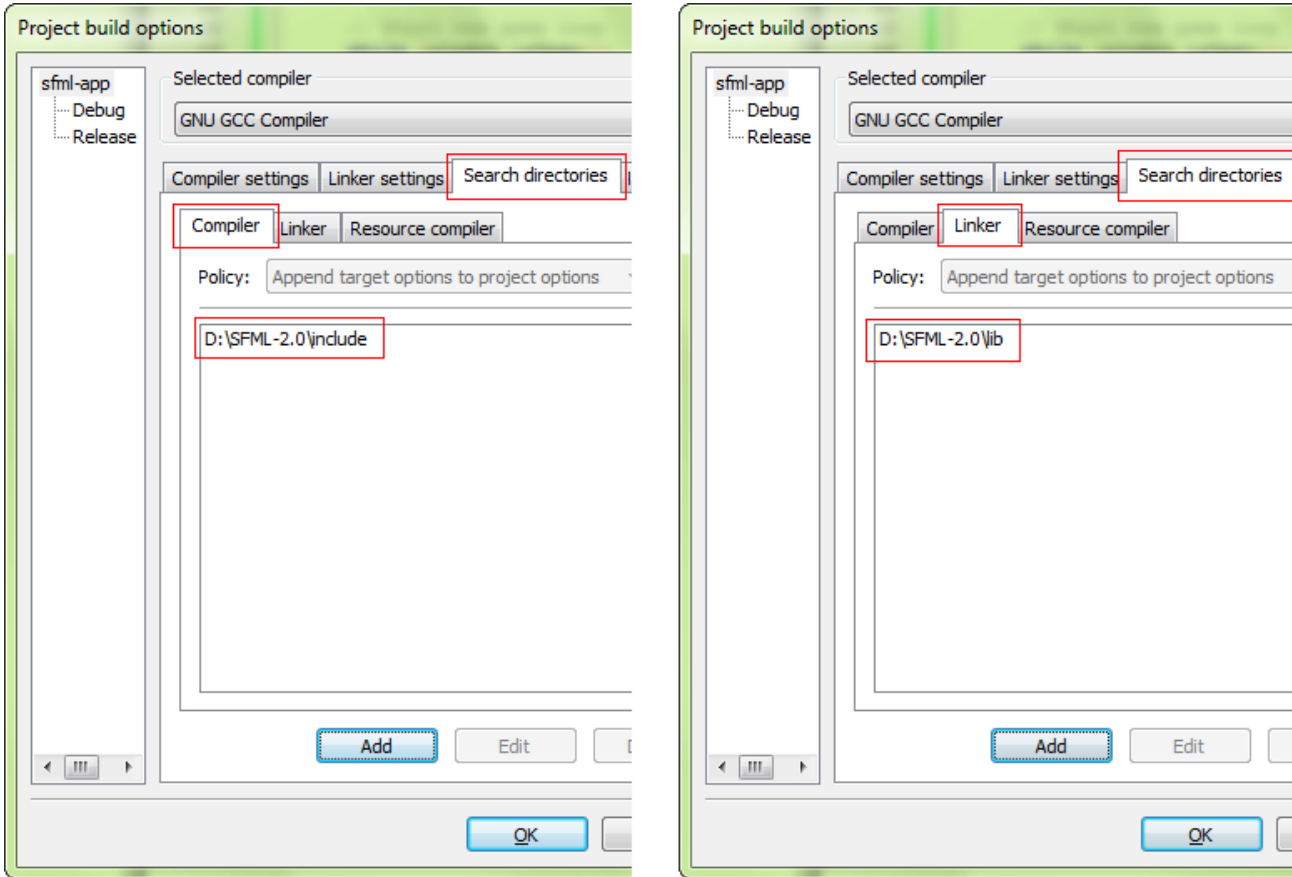 Project build options
sfml-app
Debug
Release
Selected compiler
GNU GCC Compiler
Compiler settings Linker settings Search directories
Compiler Linker Resource compiler
Policy: Append target options to project options
D:\SFML-2.0\include
Add Edit
OK
Project build options
sfml-app
Debug
Release
Selected compiler
GNU GCC Compiler
Compiler settings Linker settings Search directories
Compiler Linker Resource compiler
Policy: Append target options to project options
D:\SFML-2.0\lib
Add Edit
OK